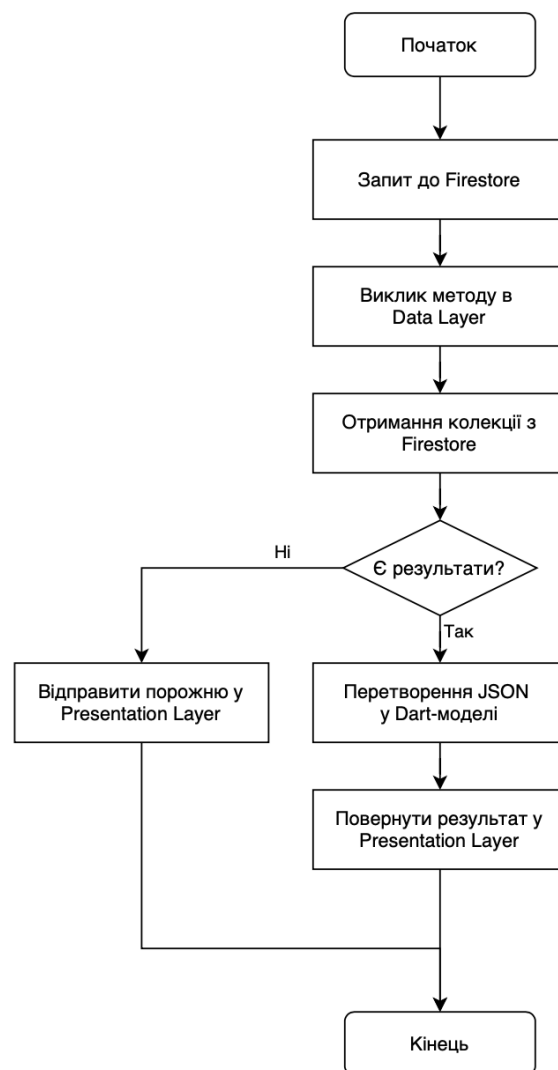 Початок
Запит до Firestore
Виклик методу в
Data Layer
Отримання колекції з
Firestore
Є результати?
Ні
Так
Відправити порожню у
Presentation Layer
Перетворення JSON
у Dart-моделі
Повернути результат у
Presentation Layer
Кінець